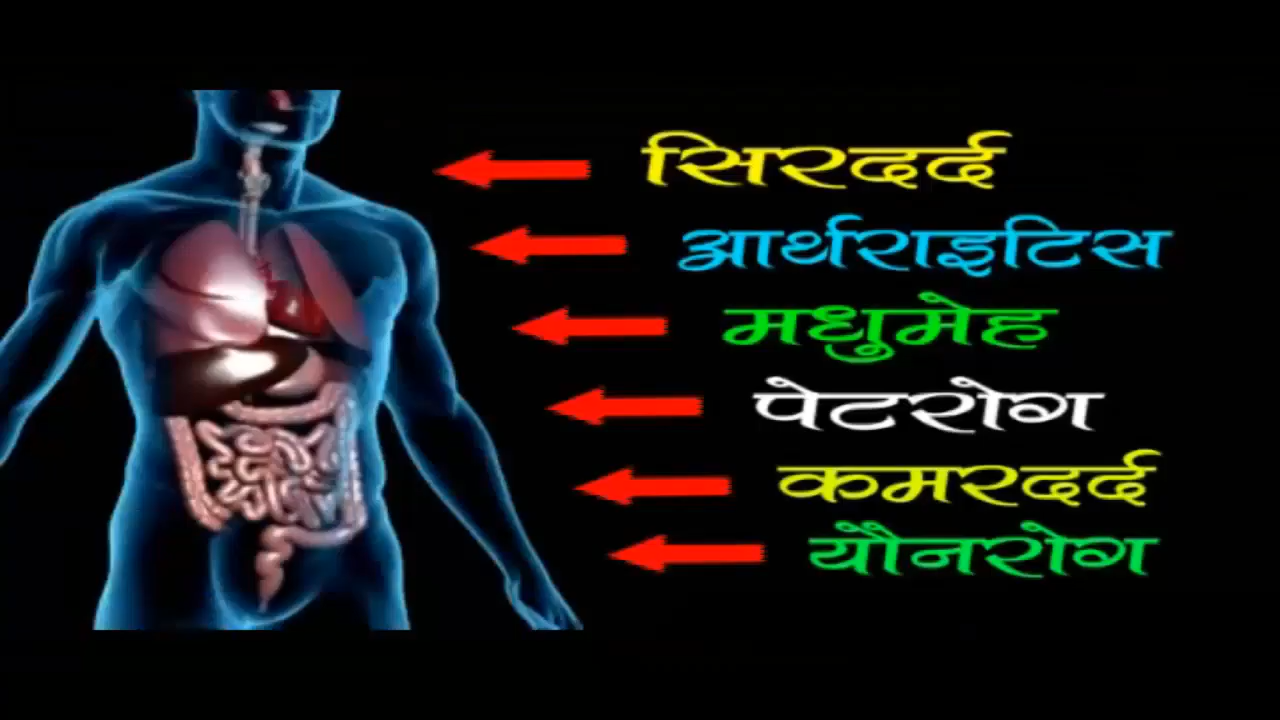 सिरदर्द
आर्थराइटिस
मधुमेह
पेटरोग
कमरदर्द
यौनरोग